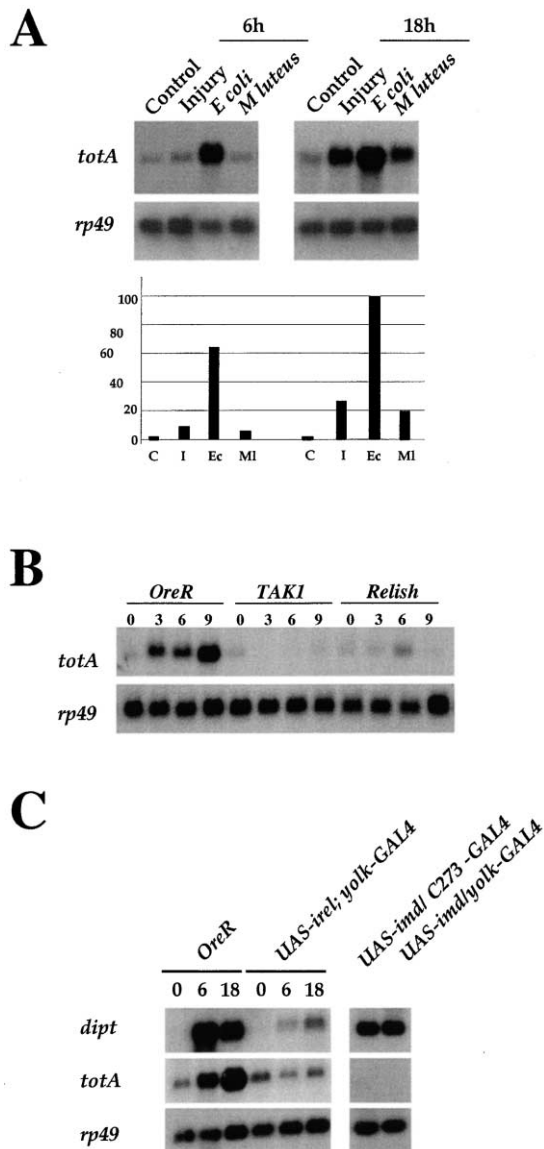 A
6h
18h
Control
Injury
E coli
M luteus
Control
Injury
E coli
M luteus
totA
rp49
100
80
60
40
20
0
C I Ec Ml C I Ec Ml
B
OreR TAK1 Relish
0 3 6 9 0 3 6 9 0 3 6 9
totA
rp49
C
OreR
UAS-irel; yolk-GAL4
UAS-imd/ C273 -GAL4
UAS-imd/yolk-GAL4
0 6 18 0 6 18
dipt
totA
rp49